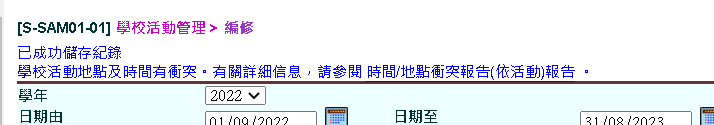 [S-SAM01-01] 學校活動管理 > 編修
已成功儲存紀錄
學校活動地點及時間有衝突。有關詳細信息，請參閱 時間/地點衝突報告(依活動)報告 。
學年 2022
日期由 01/09/2022 日期至 31/08/2023